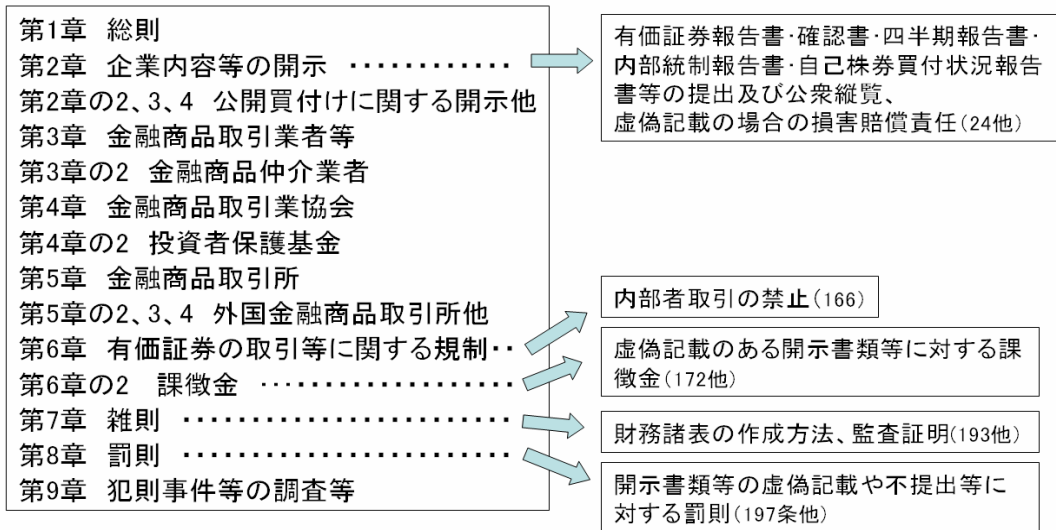 第1章 総則
第2章 企業内容等の開示 ・・・・・・・・・・・・
第2章の2、3、4 公開買付けに関する開示他
第3章 金融商品取引業者等
第3章の2 金融商品仲介業者
第4章 金融商品取引業協会
第4章の2 投資者保護基金
第5章 金融商品取引所
第5章の2、3、4 外国金融商品取引所他
第6章 有価証券の取引等に関する規制・・
第6章の2 課徴金 ・・・・・・・・・・・・・・・・・・
第7章 雑則 ・・・・・・・・・・・・・・・・・・・・・・・・
第8章 罰則 ・・・・・・・・・・・・・・・・・・・・・・・・
第9章 犯則事件等の調査等
有価証券報告書・確認書・四半期報告書・
内部統制報告書・自己株券買付状況報告
書等の提出及び公衆縦覧、
虚偽記載の場合の損害賠償責任(24他)
内部者取引の禁止(166)
虚偽記載のある開示書類等に対する課
徴金(172他)
財務諸表の作成方法、監査証明(193他)
開示書類等の虚偽記載や不提出等に
対する罰則(197条他)